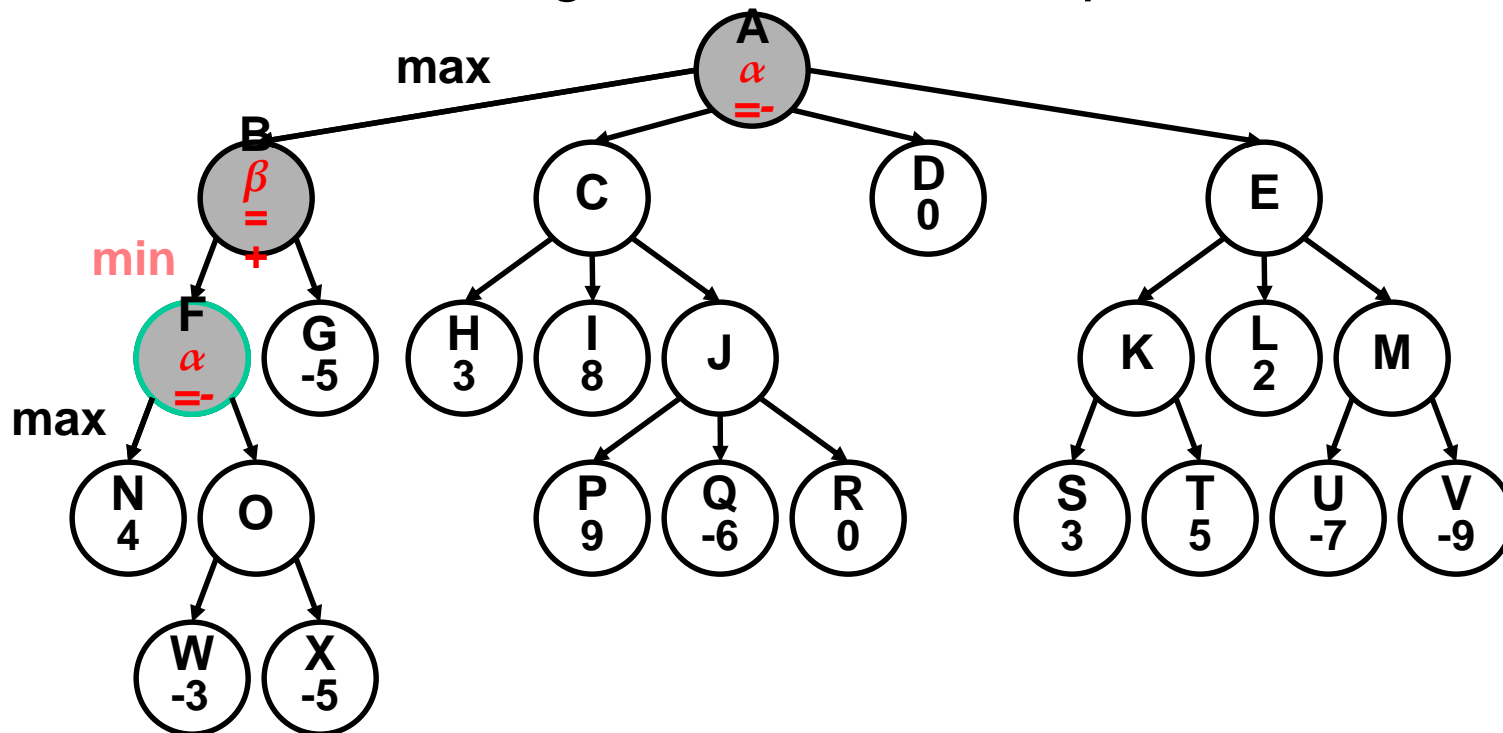 A
max
α
=-
B
β
=
+
C
D
0
E
min
F
α
=-
G
-5
H
3
I
8
J
K
L
2
M
max
N
4
O
P
9
Q
-6
R
0
S
3
T
5
U
-7
V
-9
W
-3
X
-5